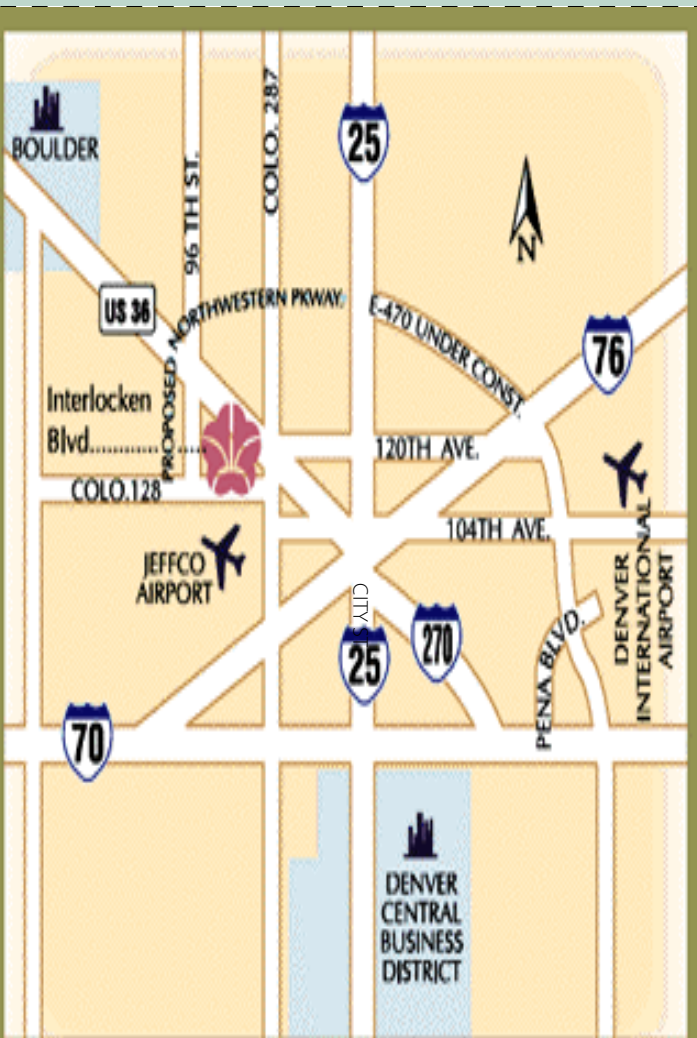 BOULDER
96 TH ST.
COLO. 287
25
N
US 36
PROPOSED NORTHWESTERN PKWAY.
E-470 UNDER CONST.
76
Interlocken
Blvd..............
120TH AVE.
COLO.128
104TH AVE.
JEFFCO
AIRPORT
DENVER
INTERNATIONAL
AIRPORT
CITY
25
270
PENA BLVD.
70
DENVER
CENTRAL
BUSINESS
DISTRICT